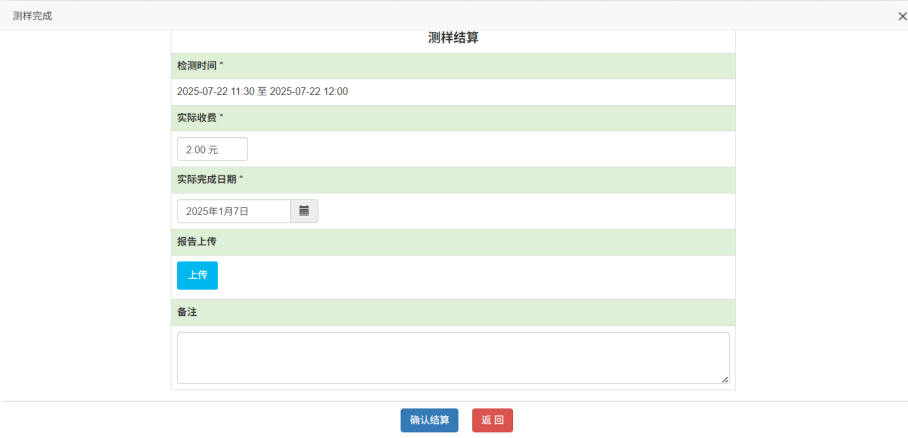 测样完成
测样结算
检测时间 *
2025-07-22 11:30 至 2025-07-22 12:00
实际收费 *
2.00 元
实际完成日期 *
2025年1月7日
报告上传
上传
备注
确认结算 返 回